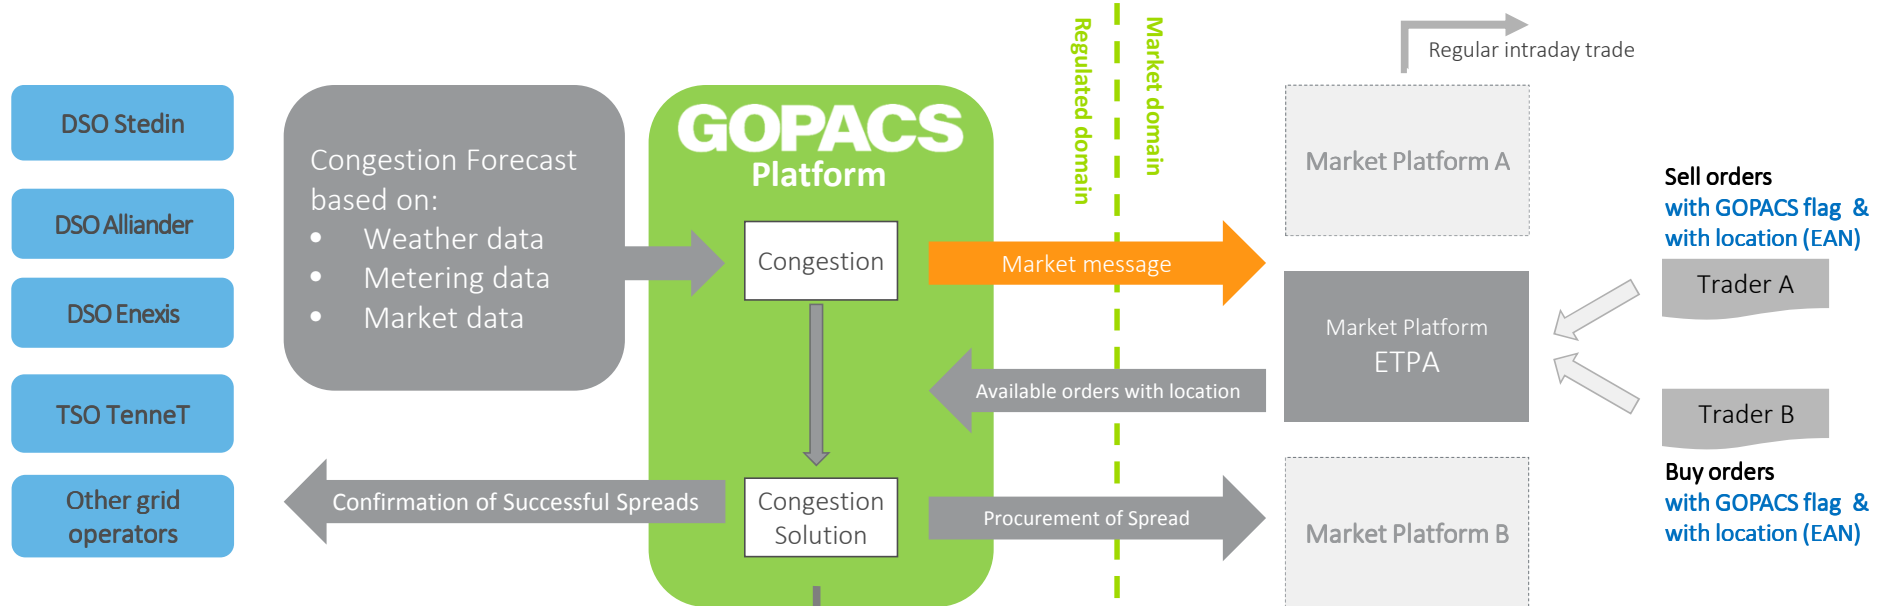 DSO Stedin
DSO Alliander
DSO Enexis
TSO TenneT
Other grid
operators
Congestion Forecast
based on:
• Weather data
• Metering data
• Market data
GOPACS
Platform
Congestion
Congestion
Solution
Confirmation of Successful Spreads
Regulated domain
Market domain
Market message
Available orders with location
Procurement of Spread
Regular intraday trade
Market Platform A
Market Platform
ETPA
Market Platform B
Sell orders
with GOPACS flag &
with location (EAN)
Trader A
Trader B
Buy orders
with GOPACS flag &
with location (EAN)